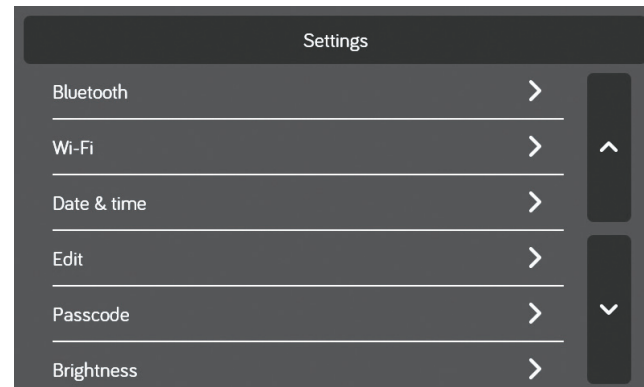 Settings
Bluetooth
Wi-Fi
Date & time
Edit
Passcode
Brightness